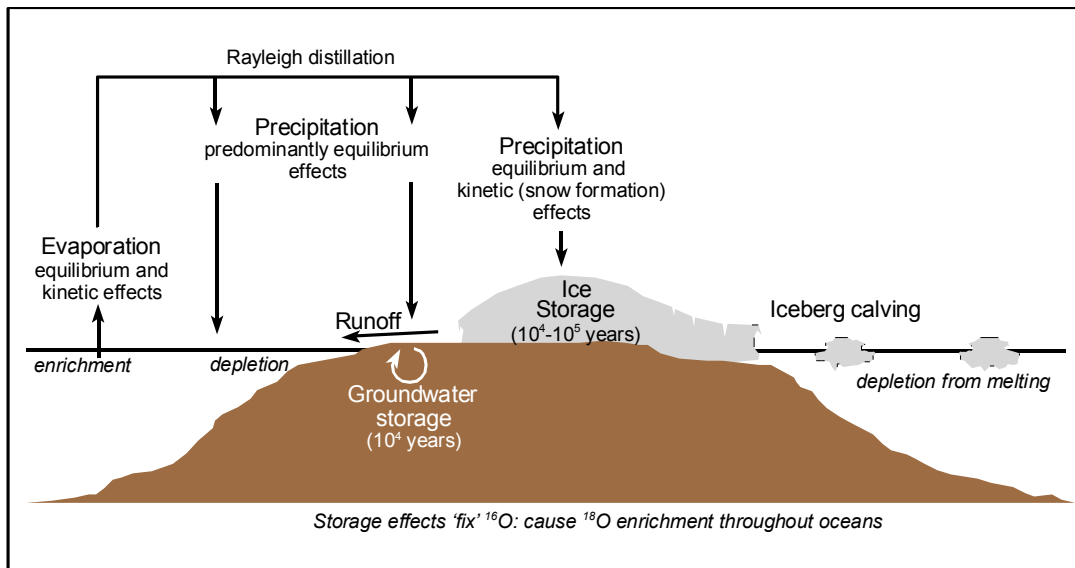 Rayleigh distillation
Precipitation
predominantly equilibrium
effects
Precipitation
equilibrium and
kinetic (snow formation)
effects
Evaporation
equilibrium and
kinetic effects
Runoff
Ice
Storage
(10⁴-10⁵ years)
Iceberg calving
enrichment
depletion
depletion from melting
Groundwater
storage
(10⁴ years)
Storage effects ‘fix’ ¹⁶O: cause ¹⁸O enrichment throughout oceans